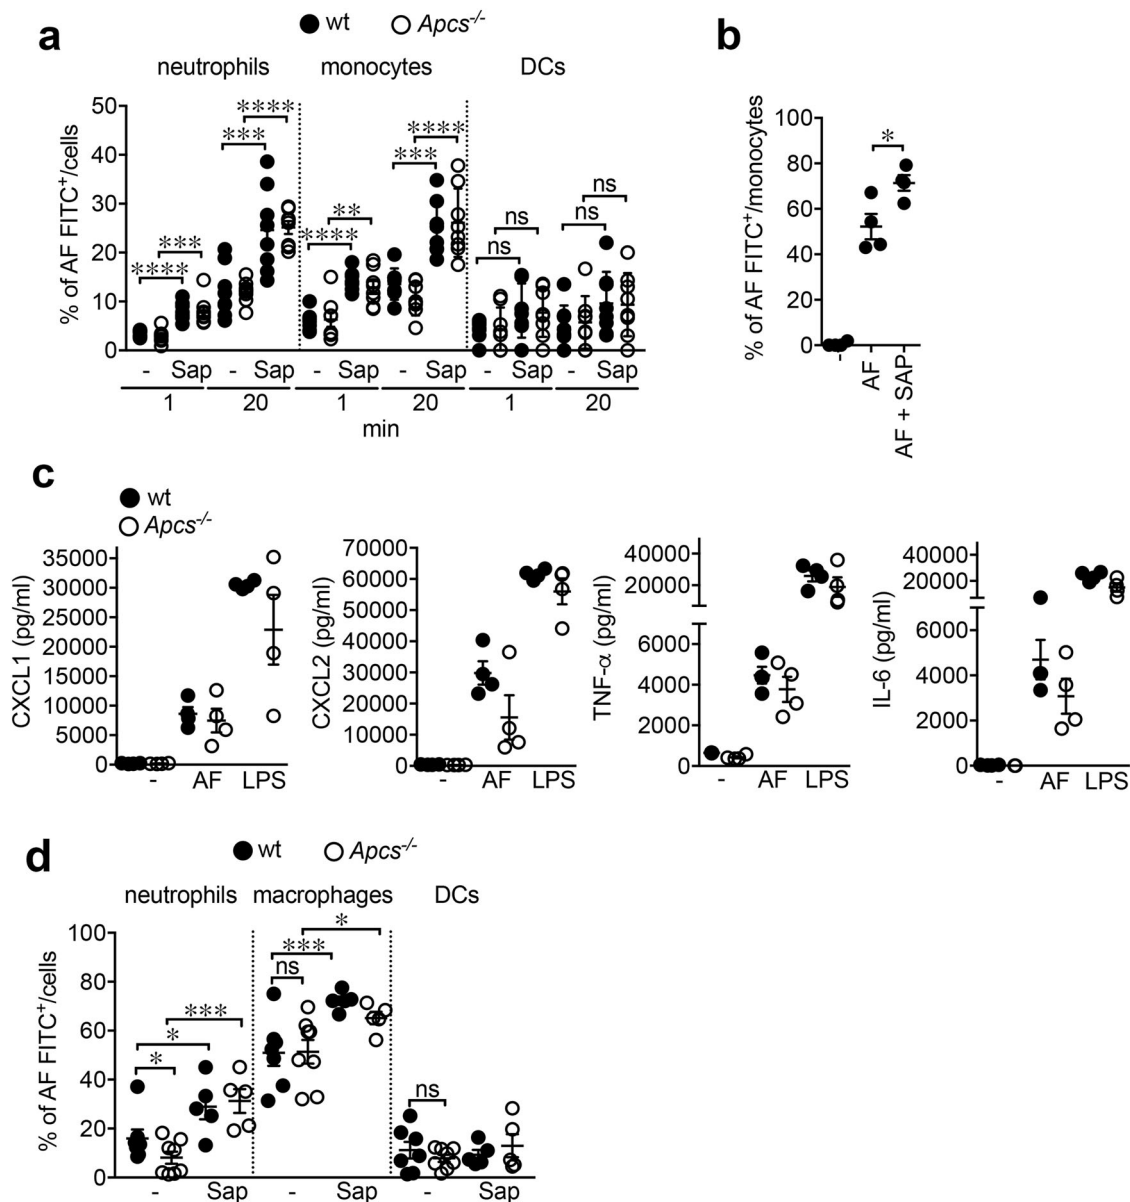 a
wt Apcs-/-
neutrophils monocytes DCs
% of AF FITC+/cells
50
40
30
20
10
0
**** *** *** **** **** ** *** **** ns ns ns ns
- Sap - Sap - Sap - Sap - Sap - Sap
1 20 1 20 1 20
min
b
% of AF FITC+/monocytes
100
80
60
40
20
0
*
- AF AF + SAP
c
wt
Apcs-/-
CXCL1 (pg/ml)
35000
30000
25000
20000
15000
10000
5000
0
- AF LPS
CXCL2 (pg/ml)
70000
60000
50000
40000
30000
20000
10000
0
- AF LPS
TNF-α (pg/ml)
40000
20000
6000
4000
2000
0
- AF LPS
IL-6 (pg/ml)
40000
20000
6000
4000
2000
0
- AF LPS
d
wt Apcs-/-
neutrophils macrophages DCs
% of AF FITC+/cells
100
80
60
40
20
0
* * *** ns *** * ns
- Sap - Sap - Sap